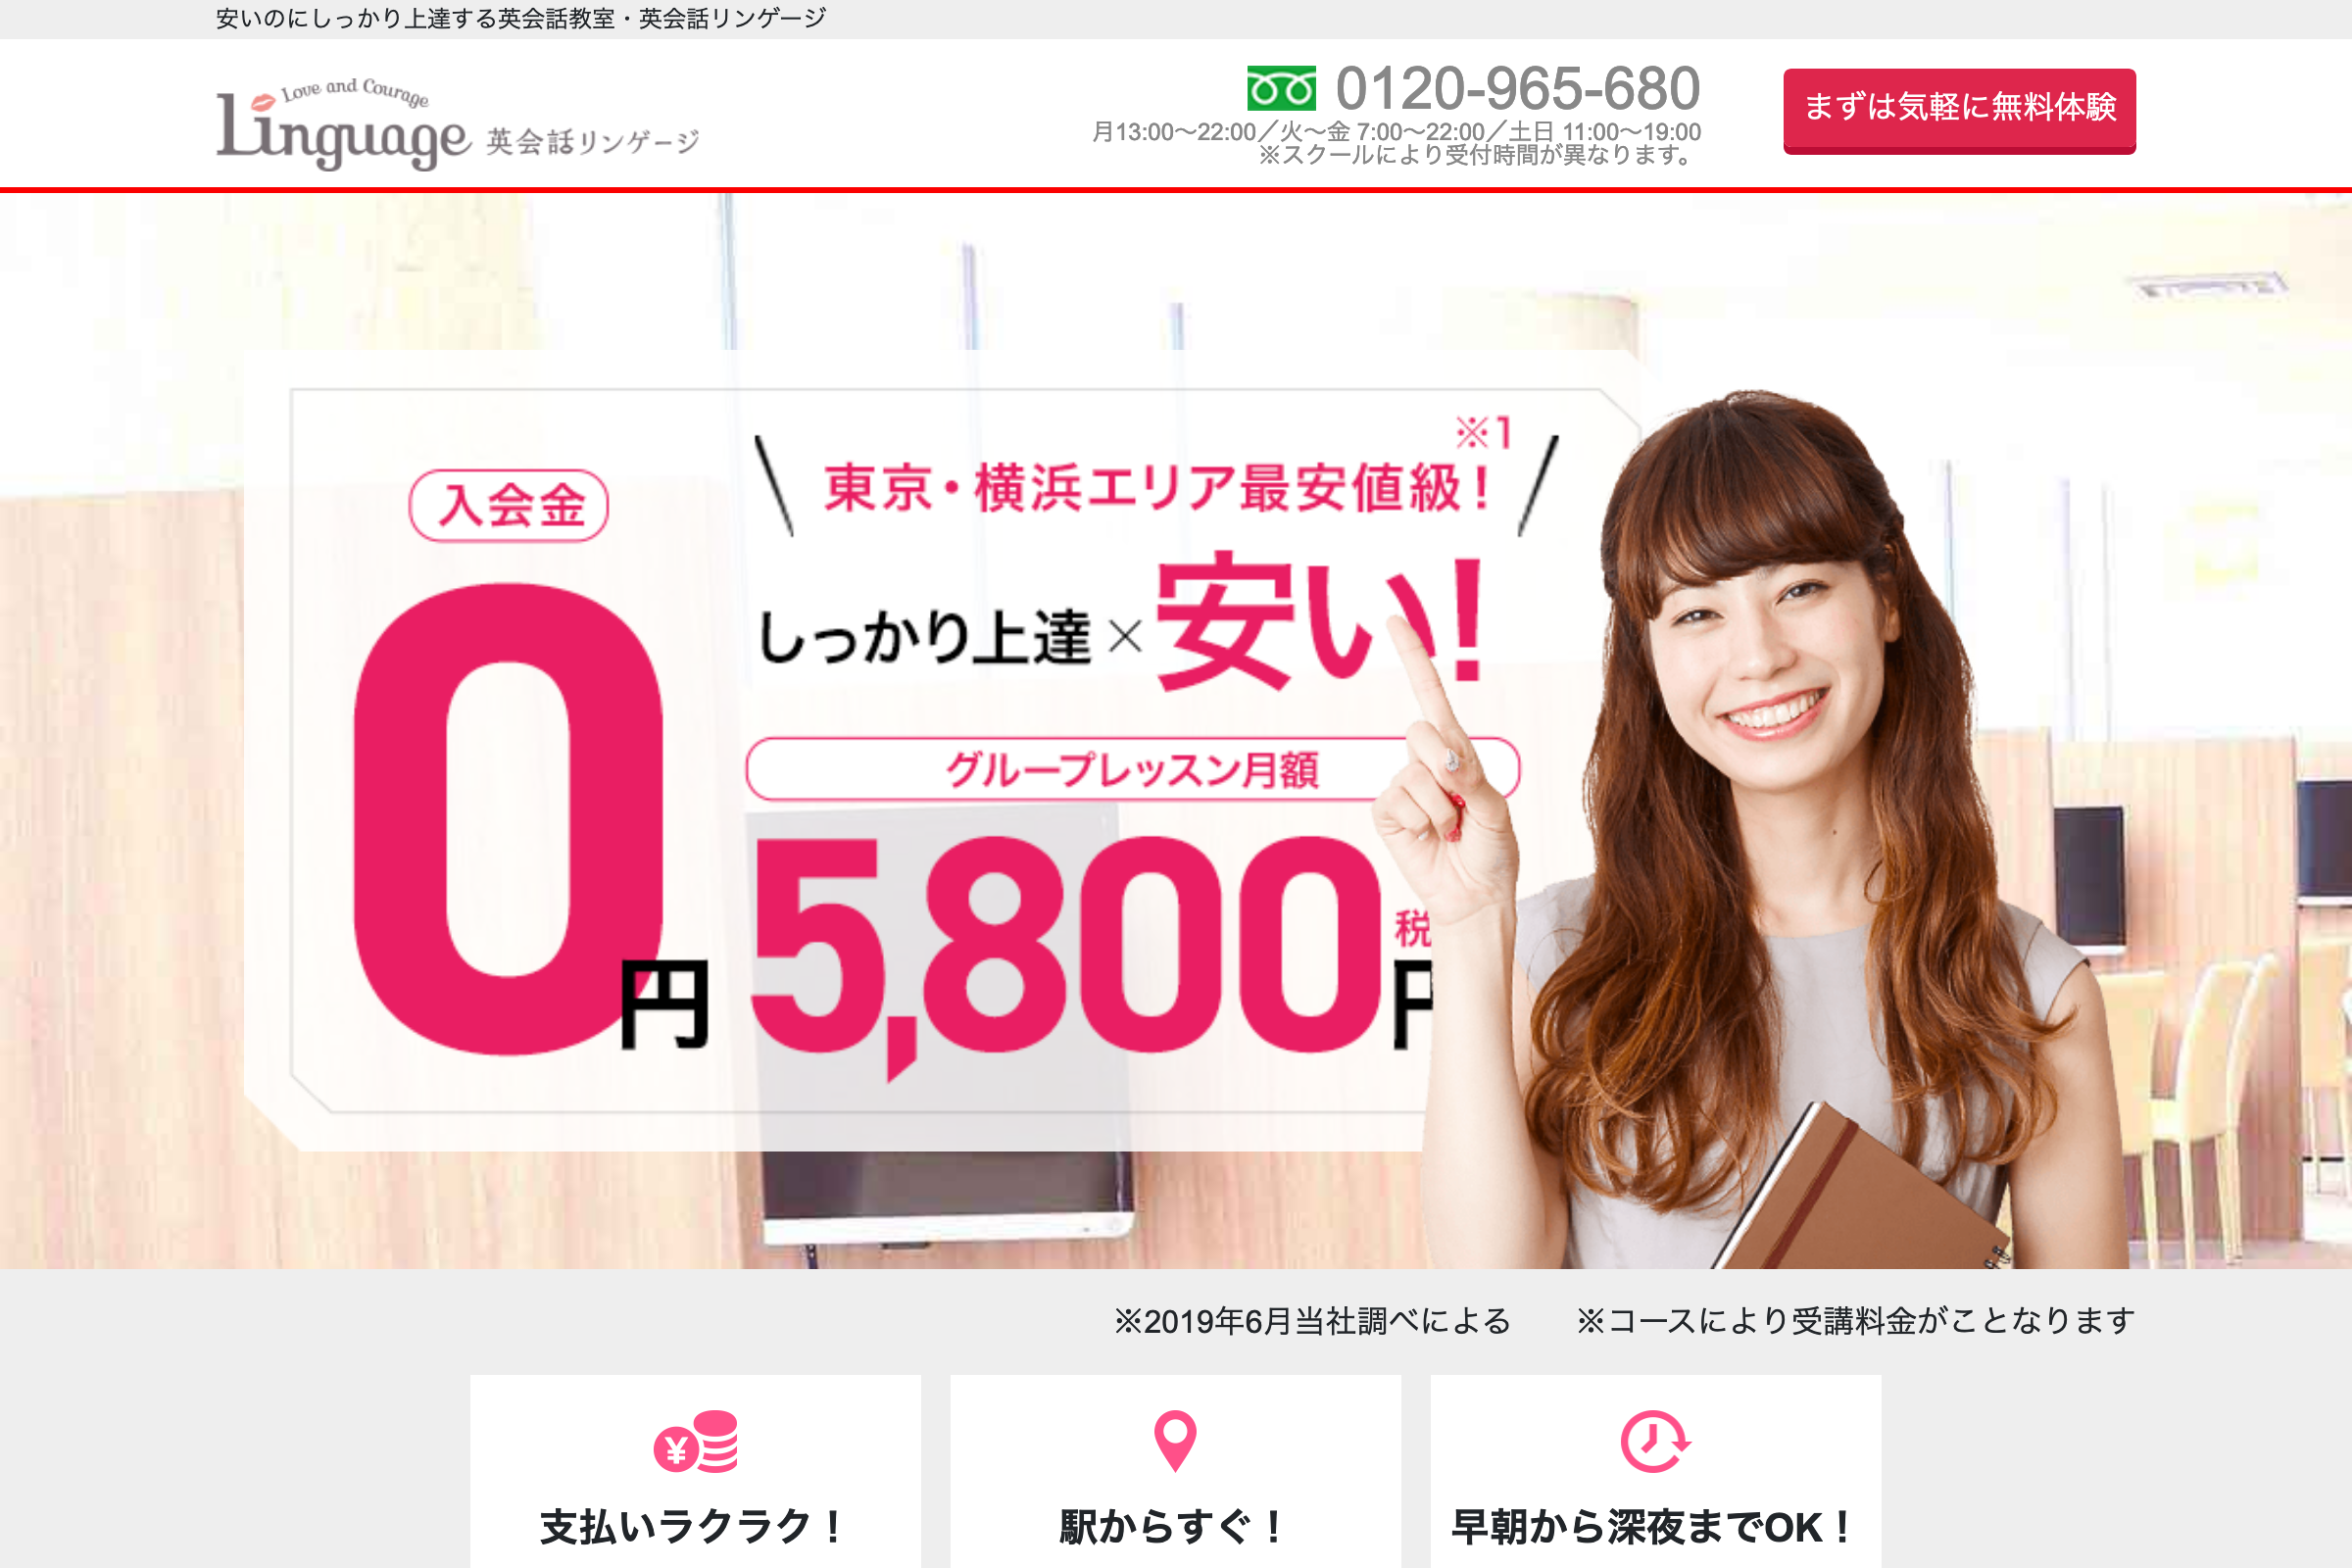 安いのにしっかり上達する英会話教室・英会話リンゲージ
Love and Courage
Linguage 英会話リンゲージ
0120-965-680
月13:00〜22:00／火〜金 7:00〜22:00／土日 11:00〜19:00
※スクールにより受付時間が異なります。
まずは気軽に無料体験
※1
東京・横浜エリア最安値級！
しっかり上達×安い！
入会金
0円
グループレッスン月額
5,800
税
※2019年6月当社調べによる ※コースにより受講料金がことなります
¥
支払いラクラク！
駅からすぐ！
早朝から深夜までOK！